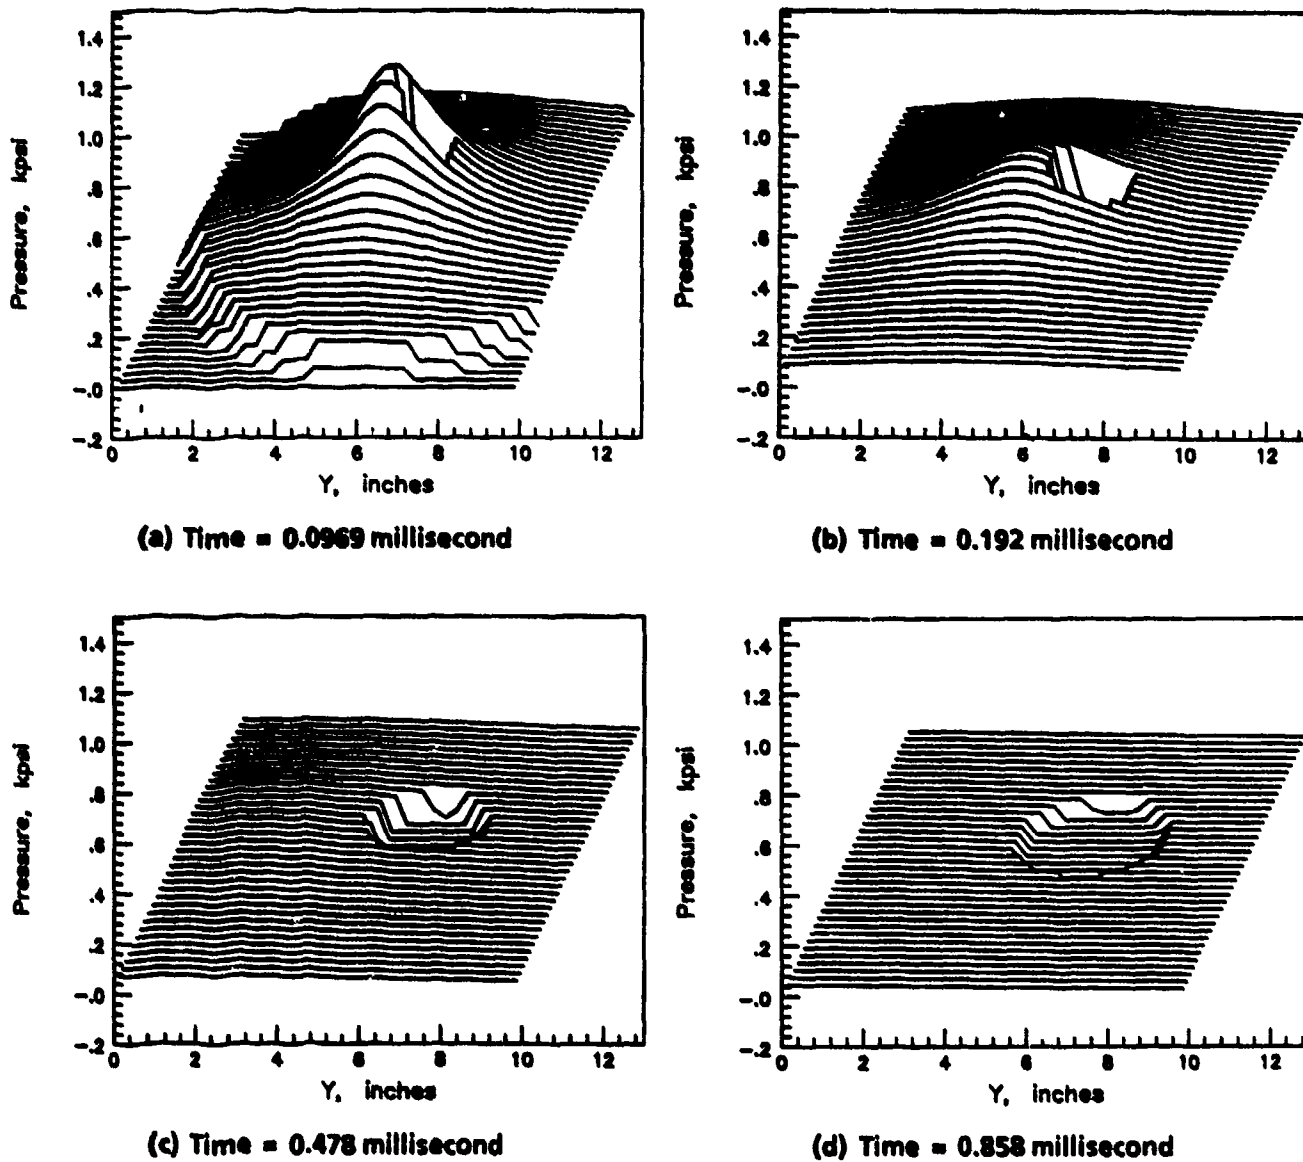 1.4
1.2
1.0
.8
.6
.4
.2
-.0
-.2
Pressure, kpsi
0 2 4 6 8 10 12
Y, inches
(a) Time = 0.0969 millisecond
1.4
1.2
1.0
.8
.6
.4
.2
-.0
-.2
Pressure, kpsi
0 2 4 6 8 10 12
Y, inches
(b) Time = 0.192 millisecond
1.4
1.2
1.0
.8
.6
.4
.2
-.0
-.2
Pressure, kpsi
0 2 4 6 8 10 12
Y, inches
(c) Time = 0.478 millisecond
1.4
1.2
1.0
.8
.6
.4
.2
-.0
-.2
Pressure, kpsi
0 2 4 6 8 10 12
Y, inches
(d) Time = 0.858 millisecond